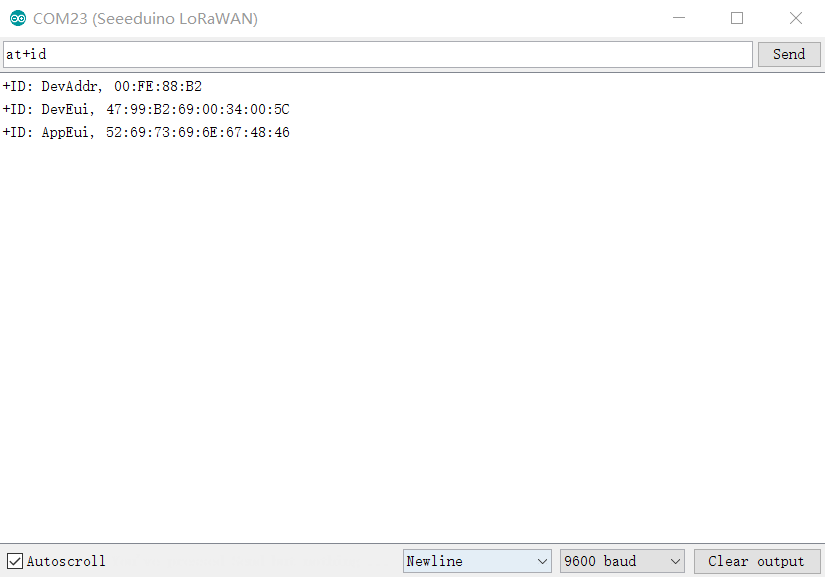 COM23 (Seeeduino LoRaWAN)
at+id
Send
+ID: DevAddr, 00:FE:88:B2
+ID: DevEui, 47:99:B2:69:00:34:00:5C
+ID: AppEui, 52:69:73:69:6E:67:48:46
Autoscroll
Newline
9600 baud
Clear output